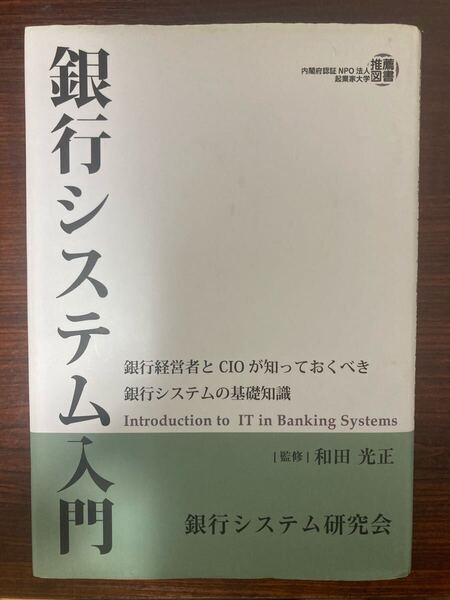 銀行システム入門
内閣府認証 NPO 法人
起業家大学
推薦
図書
銀行経営者と CIO が知っておくべき
銀行システムの基礎知識
Introduction to IT in Banking Systems
[監修] 和田 光正
銀行システム研究会